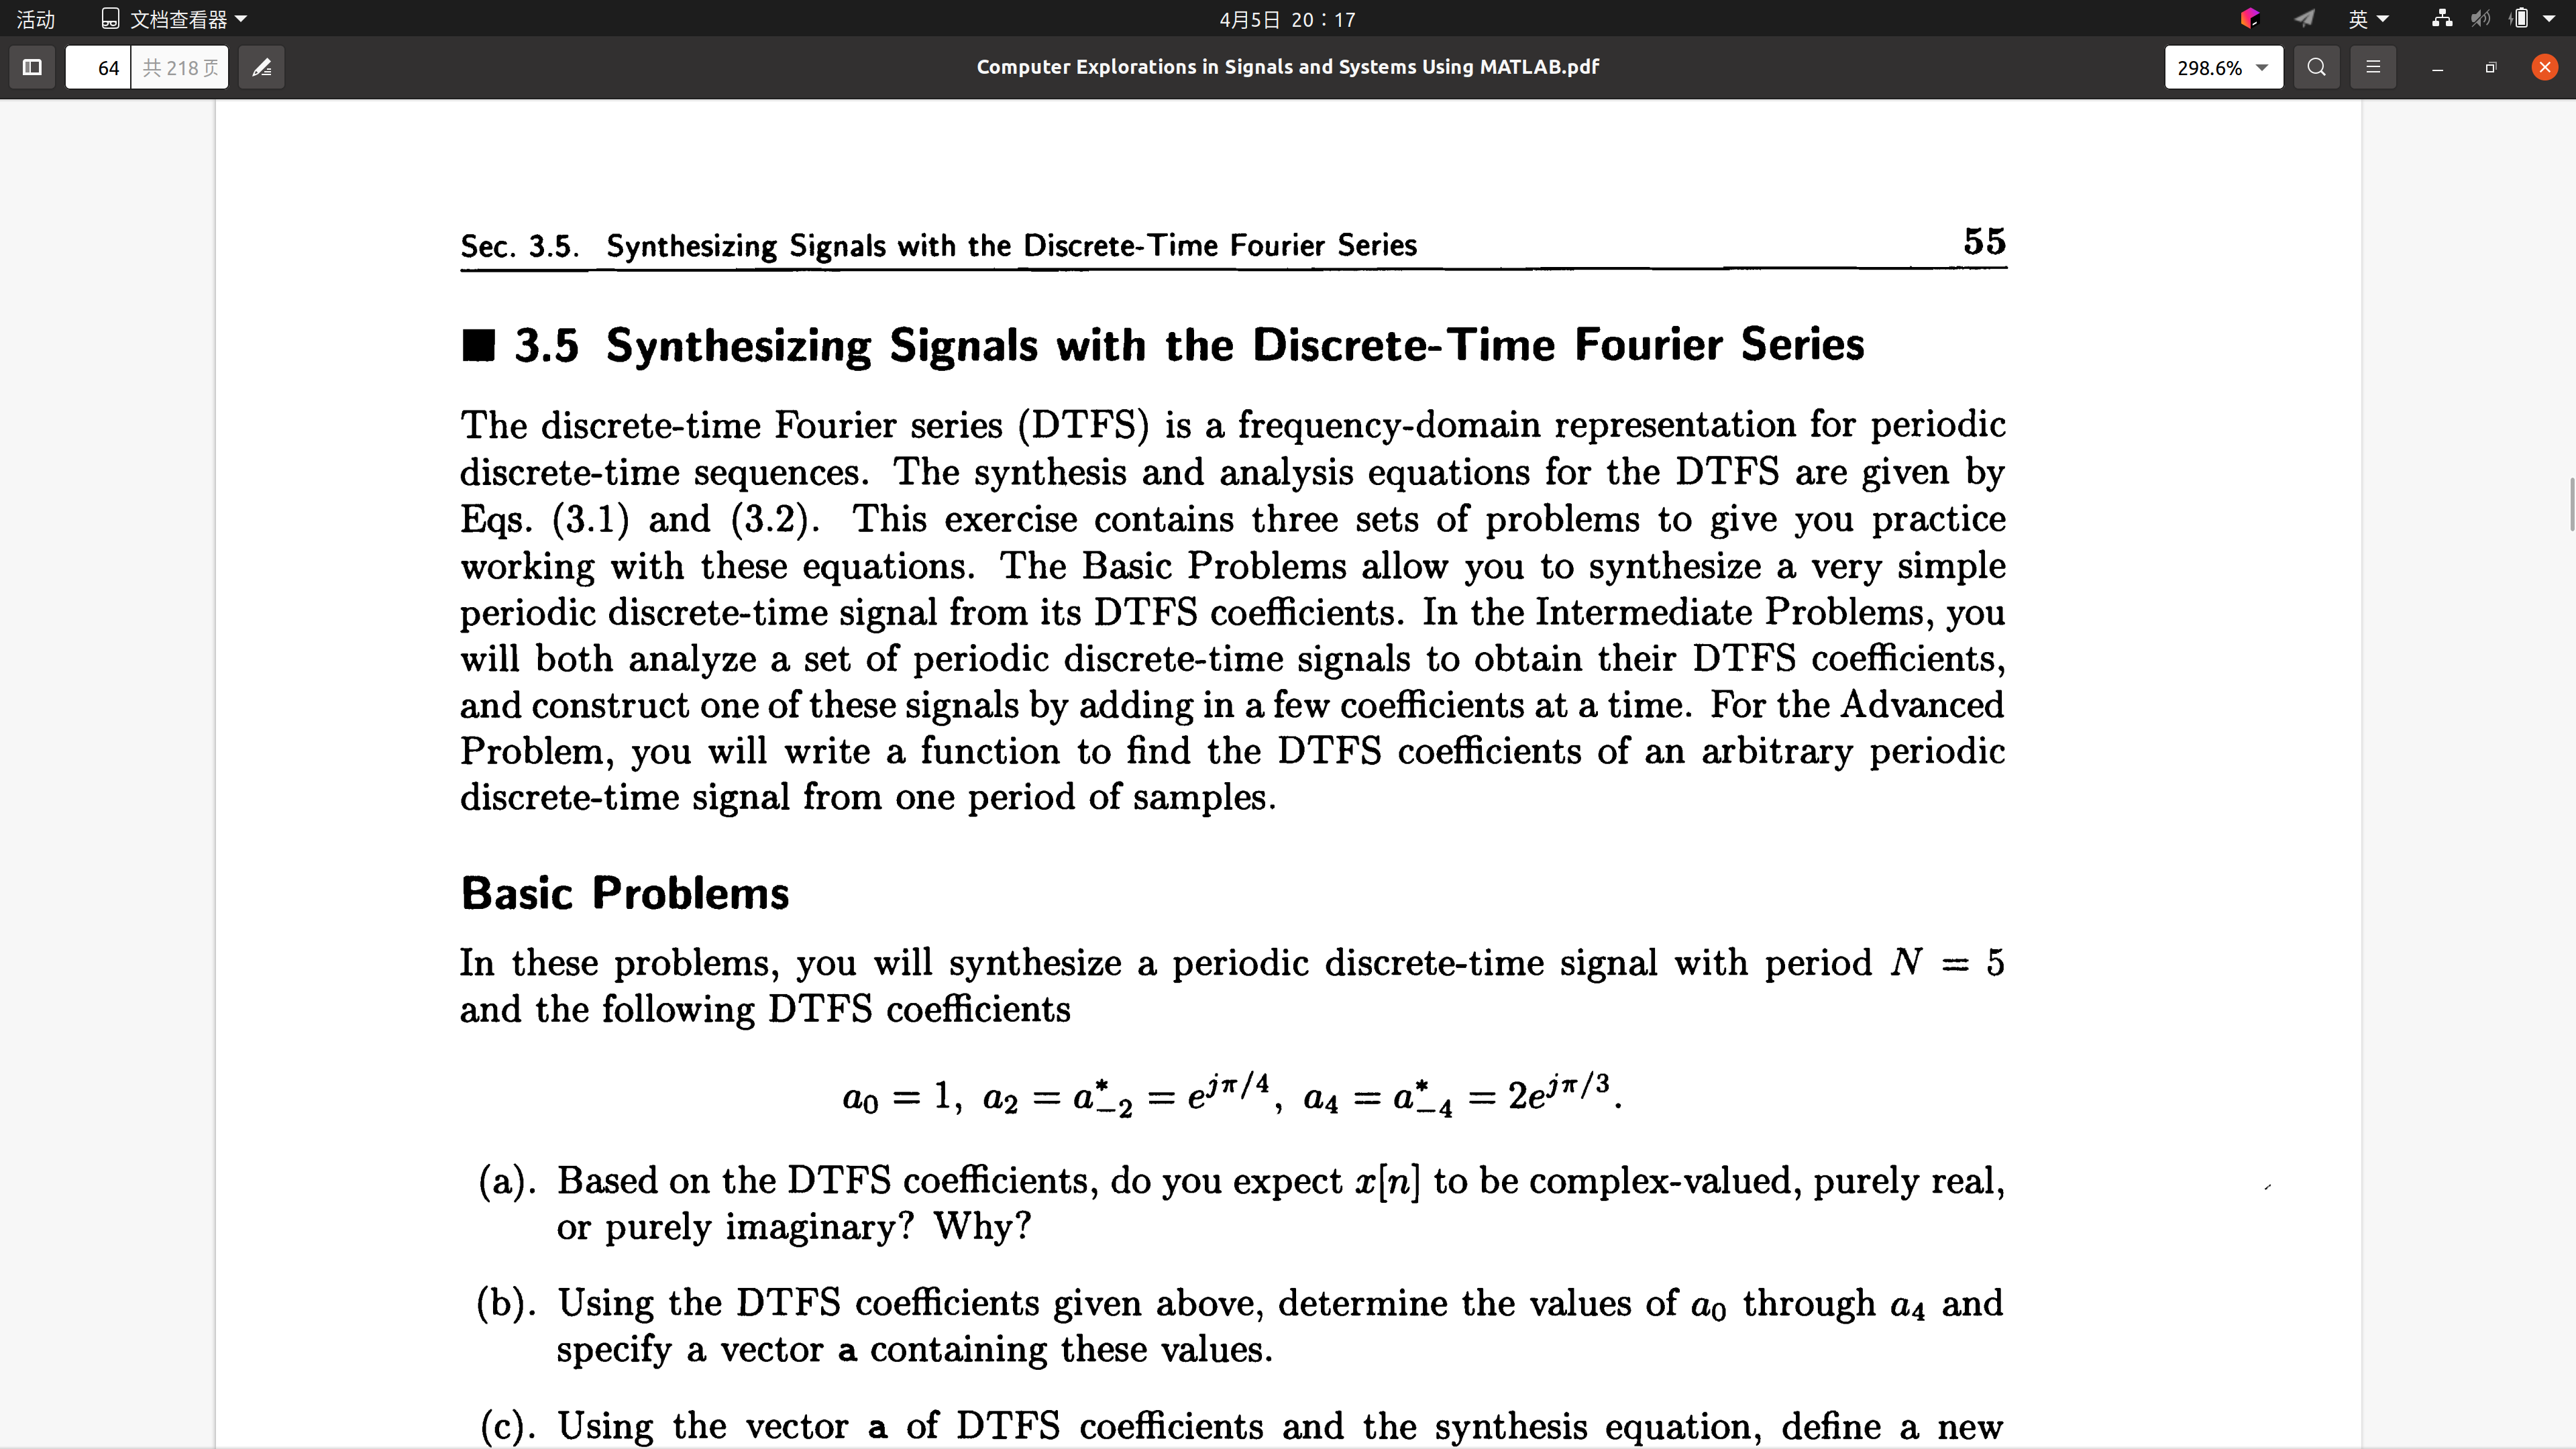 活动 文档查看器 4月5日 20：17 英
64 共 218 页 Computer Explorations in Signals and Systems Using MATLAB.pdf 298.6%
Sec. 3.5. Synthesizing Signals with the Discrete-Time Fourier Series 55
■ 3.5 Synthesizing Signals with the Discrete-Time Fourier Series
The discrete-time Fourier series (DTFS) is a frequency-domain representation for periodic
discrete-time sequences. The synthesis and analysis equations for the DTFS are given by
Eqs. (3.1) and (3.2). This exercise contains three sets of problems to give you practice
working with these equations. The Basic Problems allow you to synthesize a very simple
periodic discrete-time signal from its DTFS coefficients. In the Intermediate Problems, you
will both analyze a set of periodic discrete-time signals to obtain their DTFS coefficients,
and construct one of these signals by adding in a few coefficients at a time. For the Advanced
Problem, you will write a function to find the DTFS coefficients of an arbitrary periodic
discrete-time signal from one period of samples.
Basic Problems
In these problems, you will synthesize a periodic discrete-time signal with period N = 5
and the following DTFS coefficients
a₀ = 1, a₂ = a*₋₂ = e^{jπ/4}, a₄ = a*₋₄ = 2e^{jπ/3}.
(a). Based on the DTFS coefficients, do you expect x[n] to be complex-valued, purely real,
or purely imaginary? Why?
(b). Using the DTFS coefficients given above, determine the values of a₀ through a₄ and
specify a vector a containing these values.
(c). Using the vector a of DTFS coefficients and the synthesis equation, define a new